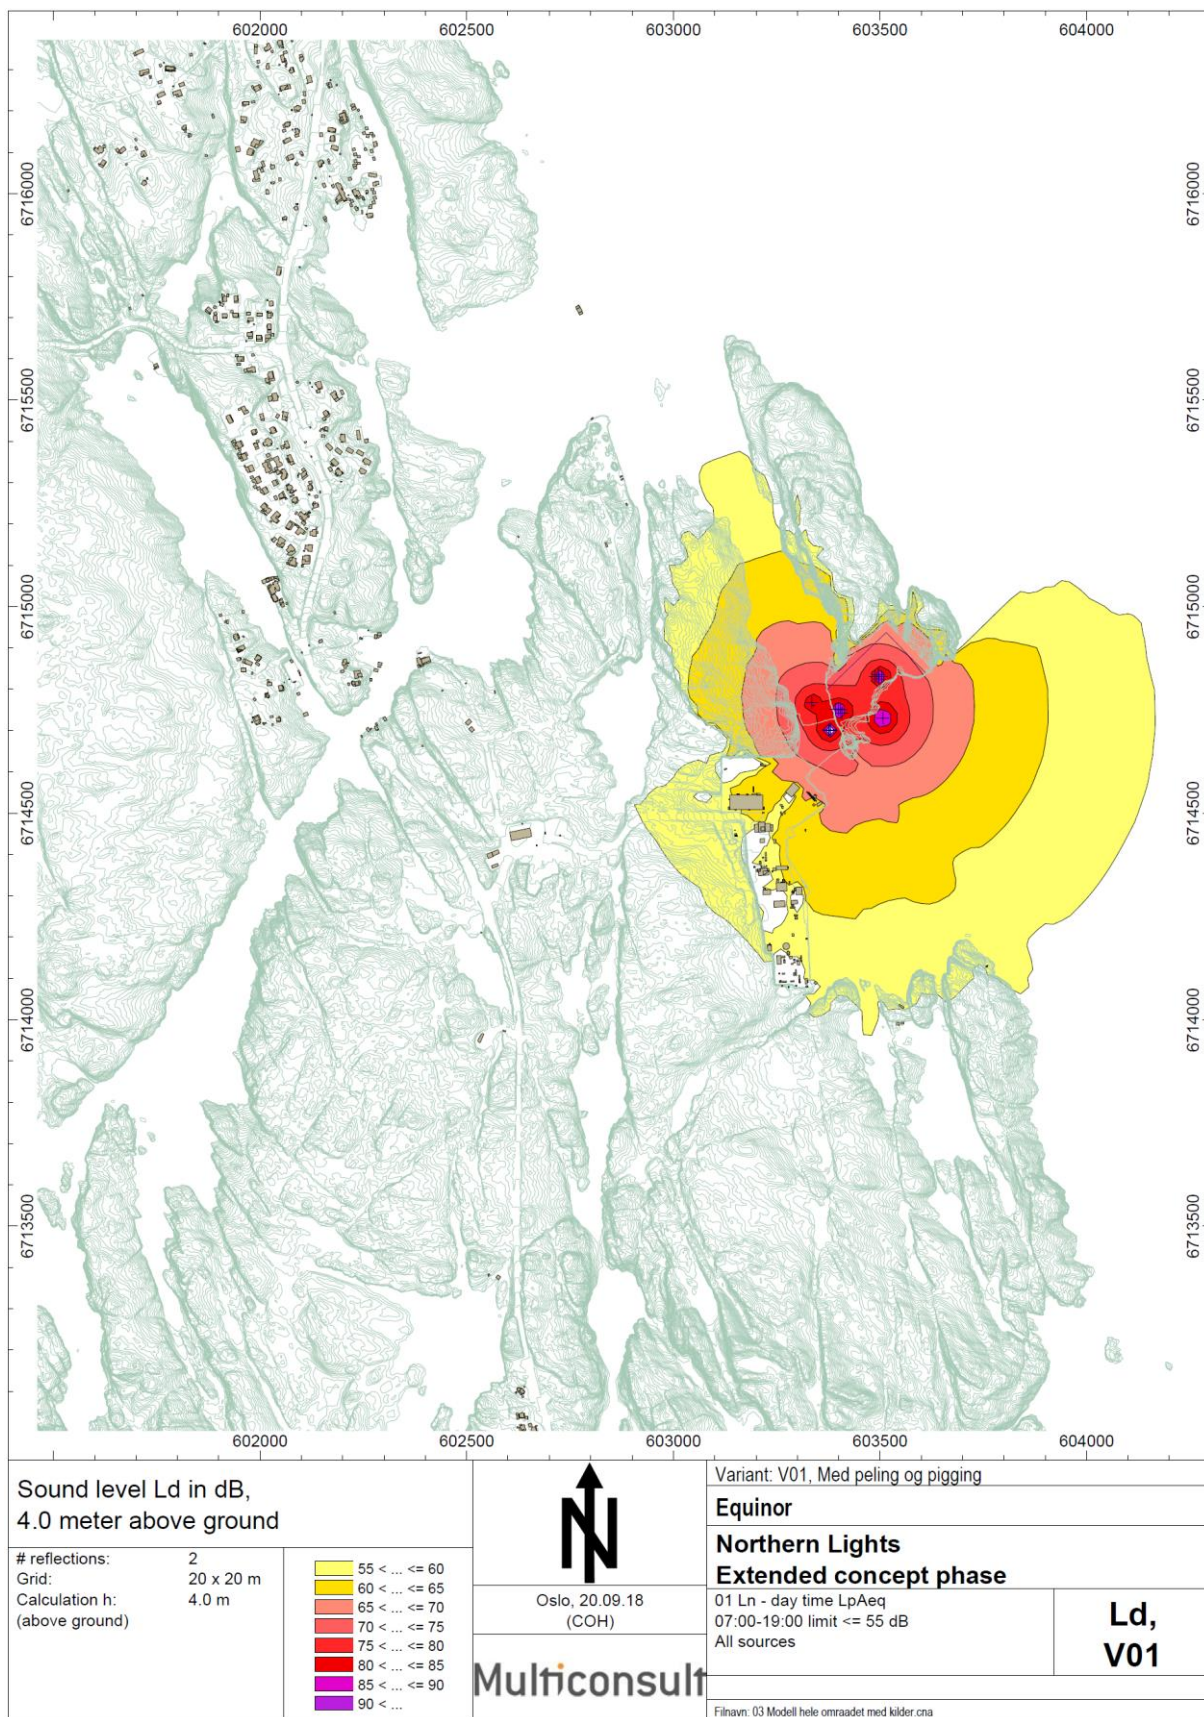 602000 602500 603000 603500 604000
6716000
6715500
6715000
6714500
6714000
6713500
6716000
6715500
6715000
6714500
6714000
6713500
602000 602500 603000 603500 604000
Sound level Ld in dB,
4.0 meter above ground
# reflections: 2
Grid: 20 x 20 m
Calculation h: 4.0 m
(above ground)
55 < ... <= 60
60 < ... <= 65
65 < ... <= 70
70 < ... <= 75
75 < ... <= 80
80 < ... <= 85
85 < ... <= 90
90 < ...
N
Oslo, 20.09.18
(COH)
Multiconsult
Variant: V01, Med peling og pigging
Equinor
Northern Lights
Extended concept phase
01 Ln - day time LpAeq
07:00-19:00 limit <= 55 dB
All sources
Ld,
V01
Filnavn: 03 Modell hele omraadet med kilder.cna